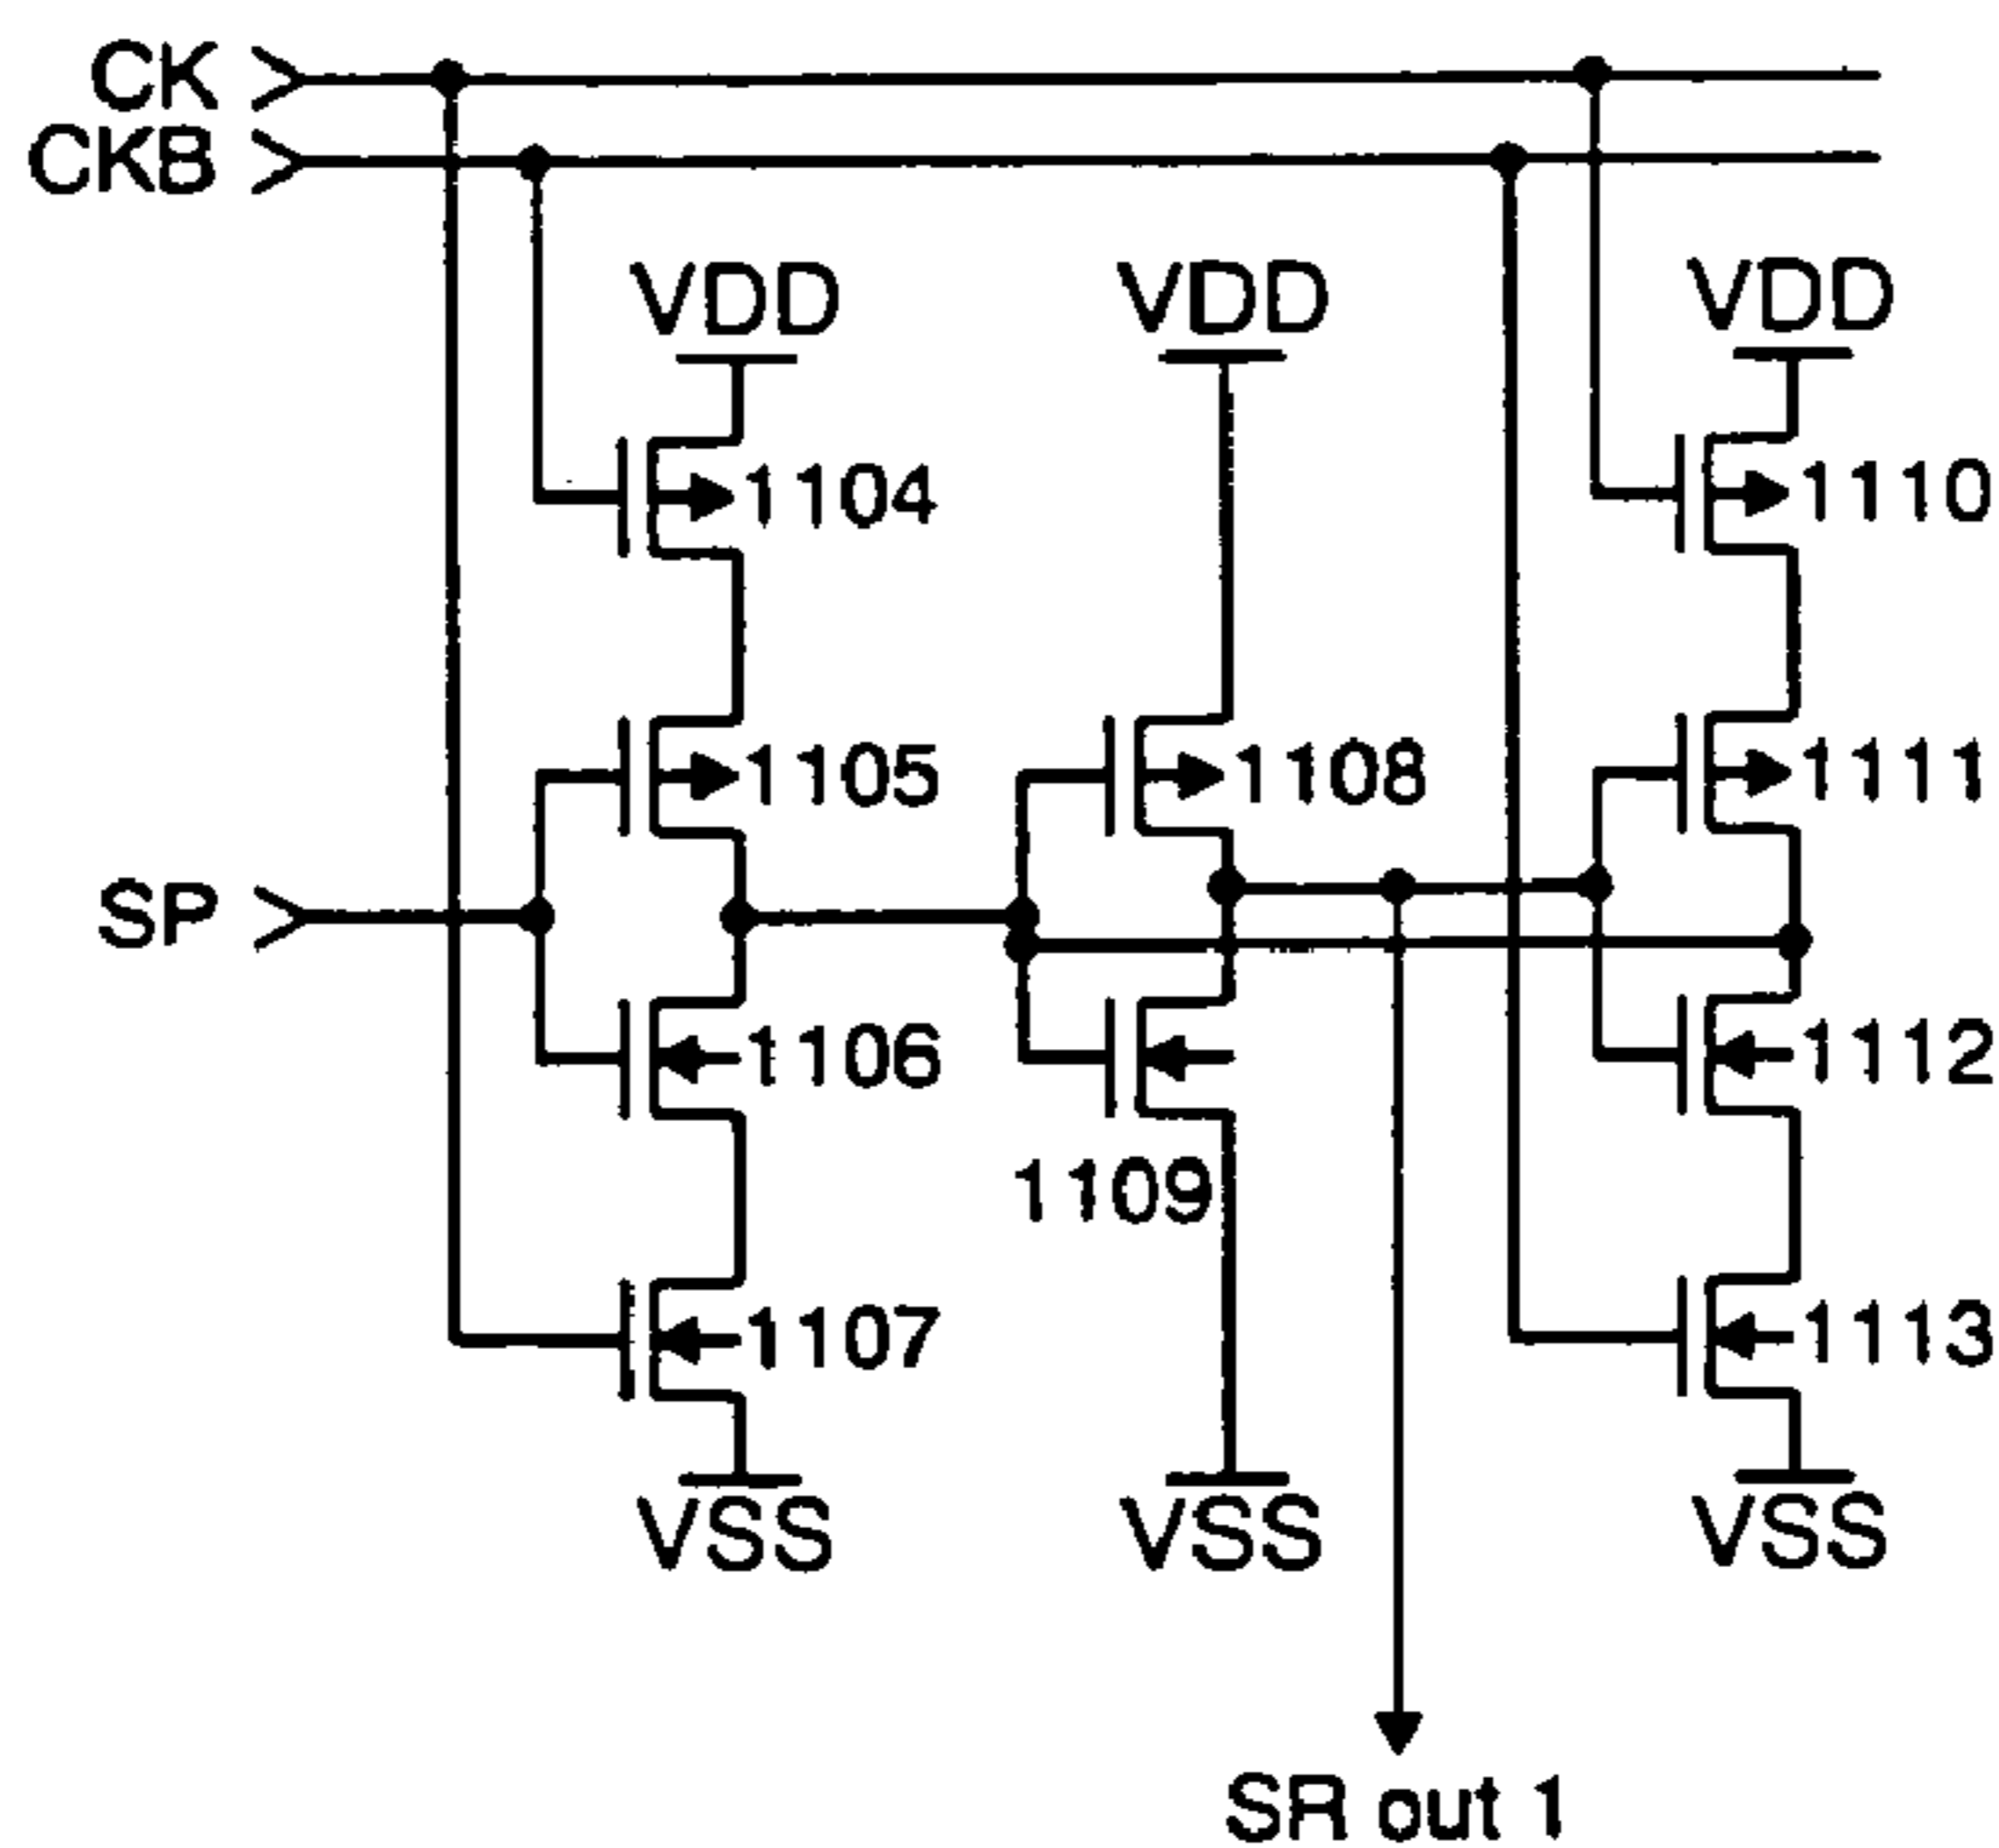 CK
CKB
VDD VDD VDD
1104 1110
1105 1108 1111
SP
1106 1112
1109
1107 1113
VSS VSS VSS
SR out 1